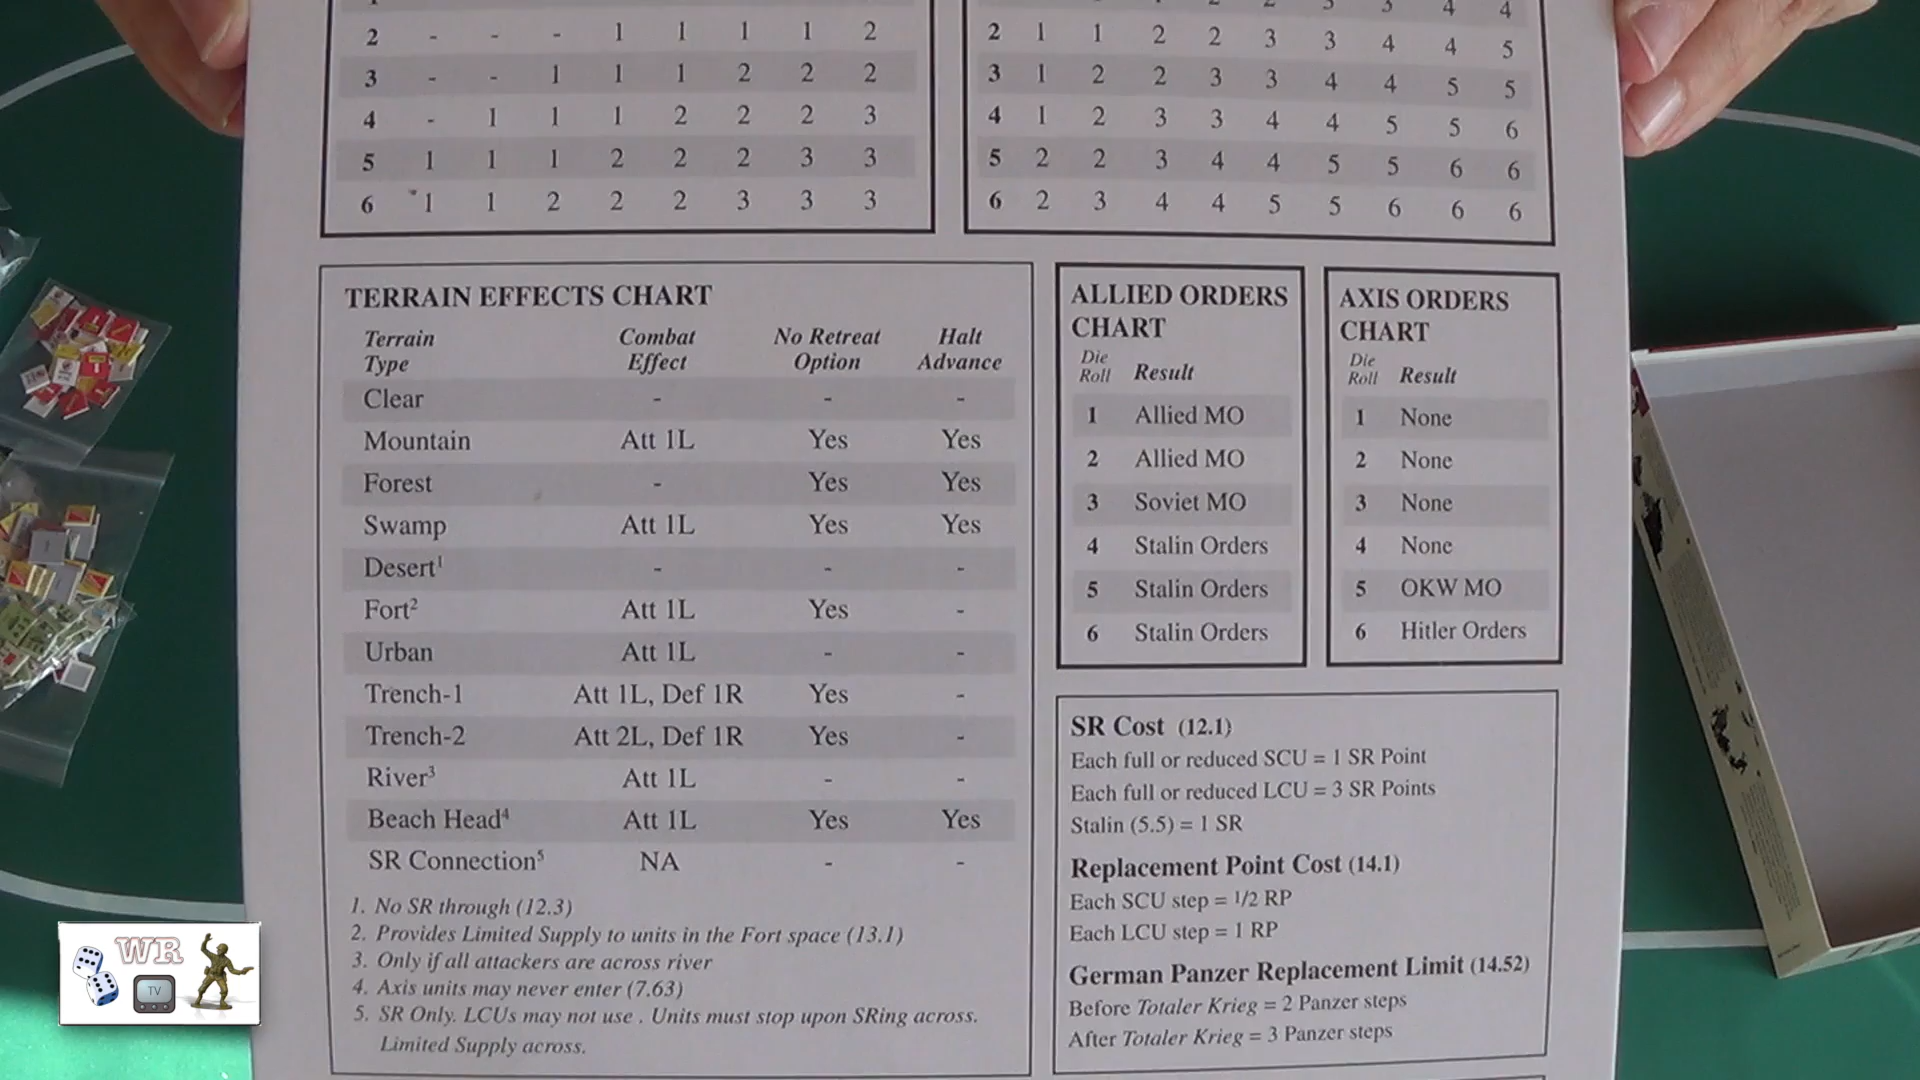 2 - - - 1 1 1 1 2
3 - - 1 1 1 2 2 2
4 - 1 1 1 2 2 2 3
5 1 1 1 2 2 2 3 3
6 1 1 2 2 2 3 3 3
2 1 1 2 2 3 3 4 4 5
3 1 2 2 3 3 4 4 5 5
4 1 2 3 3 4 4 5 5 6
5 2 2 3 4 4 5 5 6 6
6 2 3 4 4 5 5 6 6 6
TERRAIN EFFECTS CHART
Terrain Type Combat Effect No Retreat Option Halt Advance
Clear - - -
Mountain Att 1L Yes Yes
Forest - Yes Yes
Swamp Att 1L Yes Yes
Desert¹ - - -
Fort² Att 1L Yes -
Urban Att 1L - -
Trench-1 Att 1L, Def 1R Yes -
Trench-2 Att 2L, Def 1R Yes -
River³ Att 1L - -
Beach Head⁴ Att 1L Yes Yes
SR Connection⁵ NA - -
1. No SR through (12.3)
2. Provides Limited Supply to units in the Fort space (13.1)
3. Only if all attackers are across river
4. Axis units may never enter (7.63)
5. SR Only. LCUs may not use . Units must stop upon SRing across.
Limited Supply across.
ALLIED ORDERS
CHART
Die Roll Result
1 Allied MO
2 Allied MO
3 Soviet MO
4 Stalin Orders
5 Stalin Orders
6 Stalin Orders
AXIS ORDERS
CHART
Die Roll Result
1 None
2 None
3 None
4 None
5 OKW MO
6 Hitler Orders
SR Cost (12.1)
Each full or reduced SCU = 1 SR Point
Each full or reduced LCU = 3 SR Points
Stalin (5.5) = 1 SR
Replacement Point Cost (14.1)
Each SCU step = 1/2 RP
Each LCU step = 1 RP
German Panzer Replacement Limit (14.52)
Before Totaler Krieg = 2 Panzer steps
After Totaler Krieg = 3 Panzer steps
WR
TV